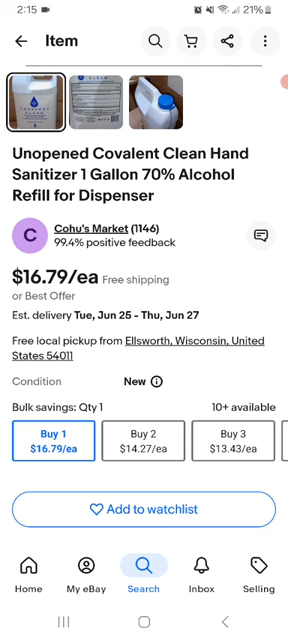 2:15
21%
Item
COVALENT
CLEAN
CLEAN
Unopened Covalent Clean Hand
Sanitizer 1 Gallon 70% Alcohol
Refill for Dispenser
C
Cohu's Market (1146)
99.4% positive feedback
$16.79/ea Free shipping
or Best Offer
Est. delivery Tue, Jun 25 - Thu, Jun 27
Free local pickup from Ellsworth, Wisconsin, United
States 54011
Condition New
Bulk savings: Qty 1 10+ available
Buy 1 Buy 2 Buy 3
$16.79/ea $14.27/ea $13.43/ea
Add to watchlist
Home My eBay Search Inbox Selling